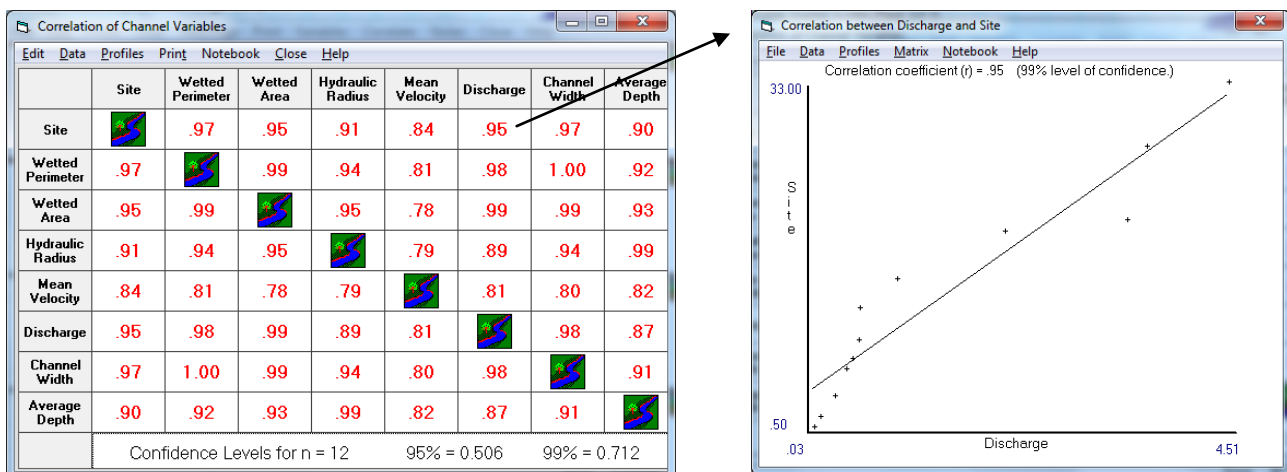 Correlation of Channel Variables
Edit Data Profiles Print Notebook Close Help
Site Wetted Perimeter Wetted Area Hydraulic Radius Mean Velocity Discharge Channel Width Average Depth
Site .97 .95 .91 .84 .95 .97 .90
Wetted Perimeter .97 .99 .94 .81 .98 1.00 .92
Wetted Area .95 .99 .95 .78 .99 .99 .93
Hydraulic Radius .91 .94 .95 .79 .89 .94 .99
Mean Velocity .84 .81 .78 .79 .81 .80 .82
Discharge .95 .98 .99 .89 .81 .98 .87
Channel Width .97 1.00 .99 .94 .80 .98 .91
Average Depth .90 .92 .93 .99 .82 .87 .91
Confidence Levels for n = 12 95% = 0.506 99% = 0.712
Correlation between Discharge and Site
File Data Profiles Matrix Notebook Help
Correlation coefficient (r) = .95 (99% level of confidence.)
33.00
Site
.50
.03 Discharge 4.51